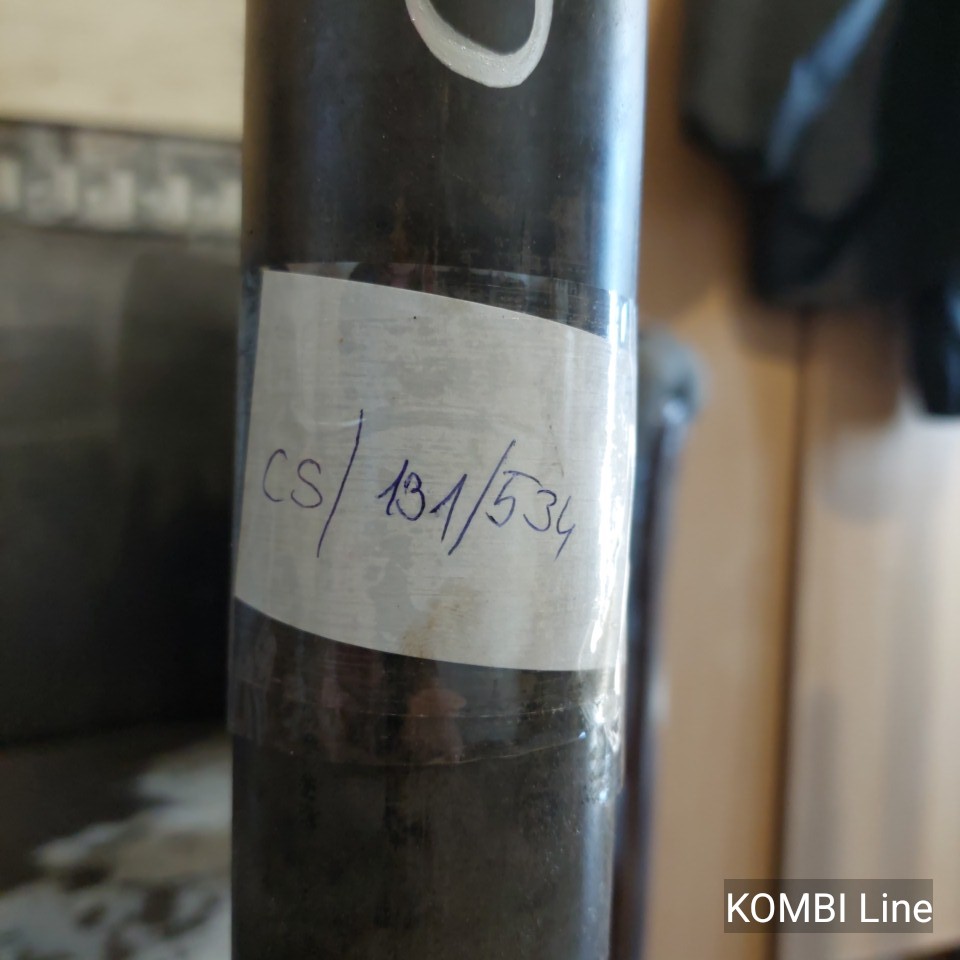 CS/ 131/534
KOMBI Line